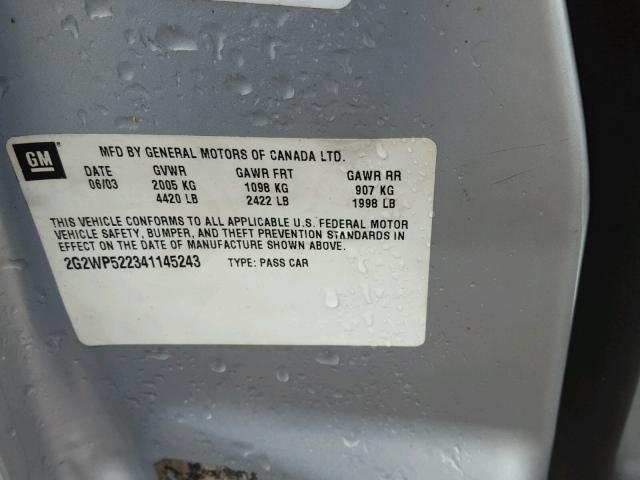 GM
MFD BY GENERAL MOTORS OF CANADA LTD.
DATE GVWR GAWR FRT GAWR RR
06/03 2005 KG 1098 KG 907 KG
4420 LB 2422 LB 1998 LB
THIS VEHICLE CONFORMS TO ALL APPLICABLE U.S. FEDERAL MOTOR
VEHICLE SAFETY, BUMPER, AND THEFT PREVENTION STANDARDS IN
EFFECT ON THE DATE OF MANUFACTURE SHOWN ABOVE.
2G2WP522341145243 TYPE: PASS CAR